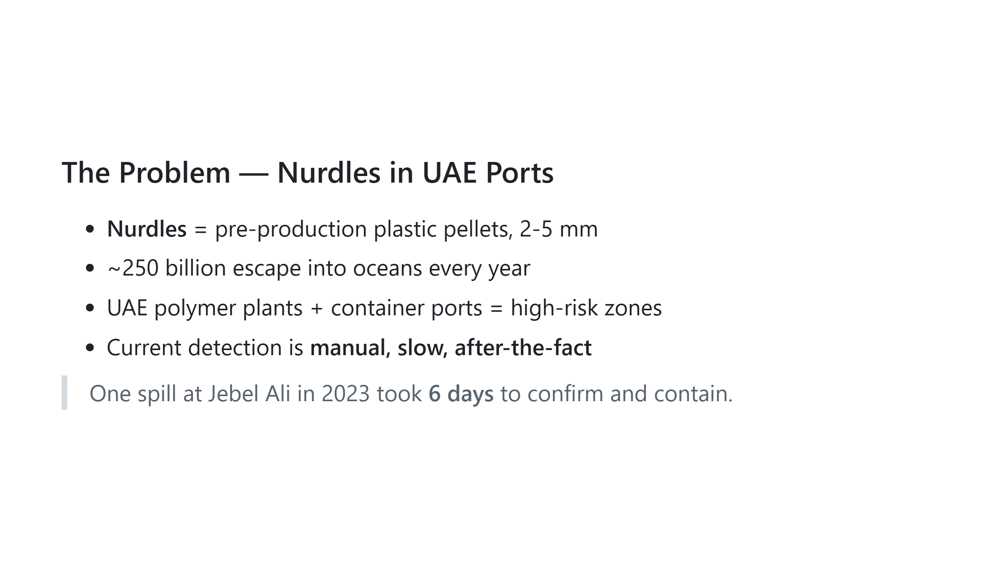 The Problem — Nurdles in UAE Ports
• Nurdles = pre-production plastic pellets, 2-5 mm
• ~250 billion escape into oceans every year
• UAE polymer plants + container ports = high-risk zones
• Current detection is manual, slow, after-the-fact
One spill at Jebel Ali in 2023 took 6 days to confirm and contain.